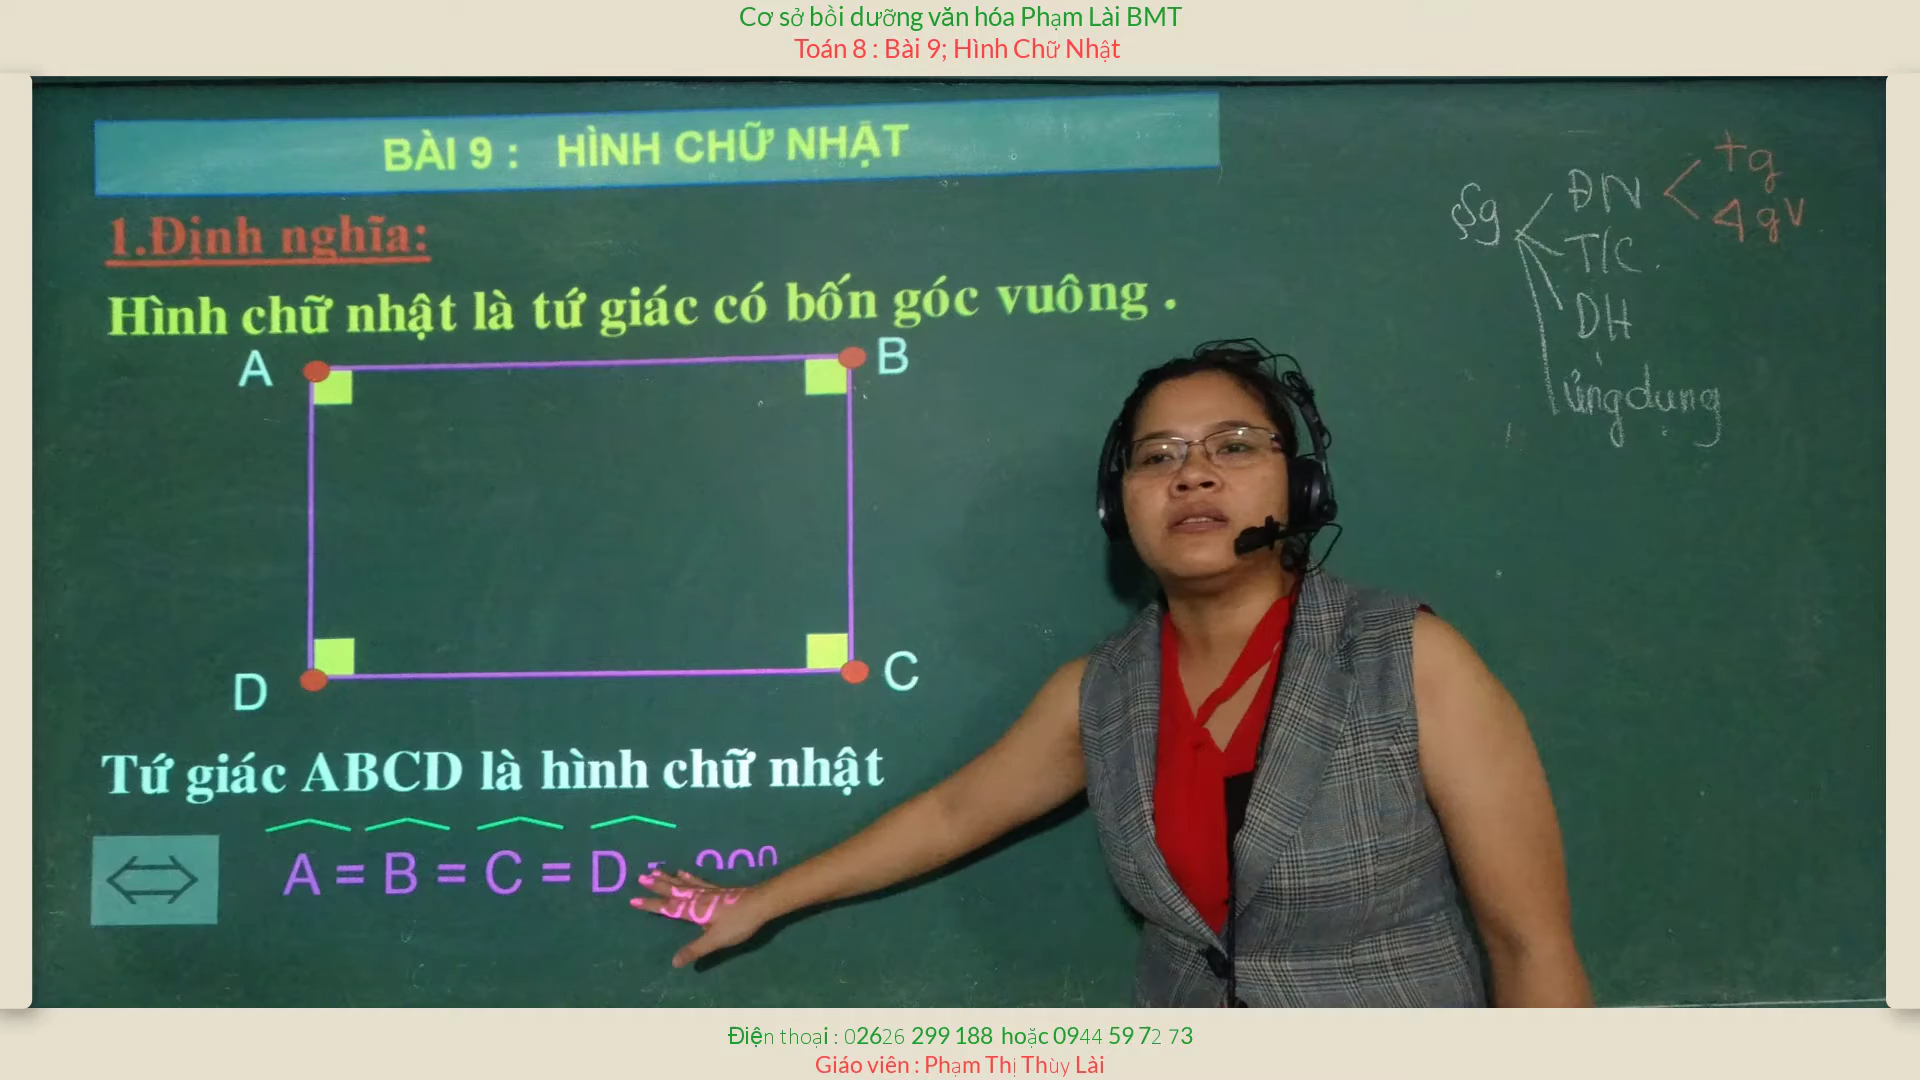 Cơ sở bồi dưỡng văn hóa Phạm Lài BMT
Toán 8 : Bài 9; Hình Chữ Nhật
BÀI 9 : HÌNH CHỮ NHẬT
1.Định nghĩa:
Hình chữ nhật là tứ giác có bốn góc vuông .
A
B
D
C
Tứ giác ABCD là hình chữ nhật
⇔ A = B = C = D = 90⁰
ĐN
tg
Δ gV
T/C .
DH
ứng dụng
Điện thoại : 02626 299 188 hoặc 0944 59 72 73
Giáo viên : Phạm Thị Thùy Lài